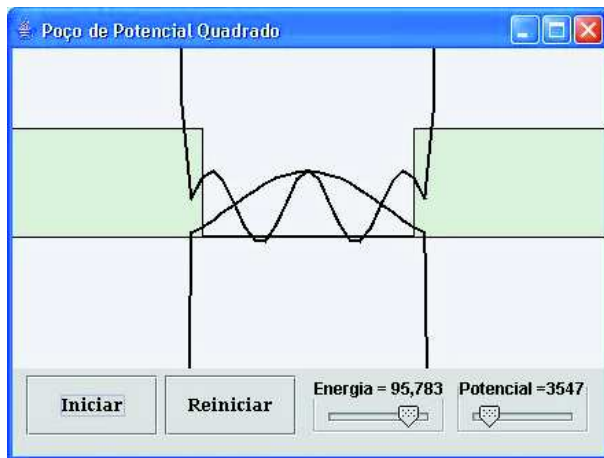 Poço de Potencial Quadrado
Iniciar
Reiniciar
Energia = 95,783
Potencial =3547